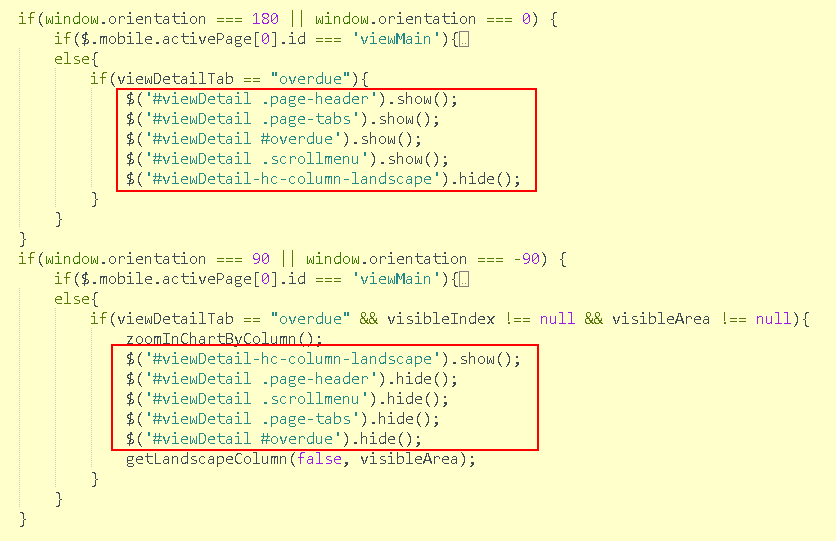 if(window.orientation === 180 || window.orientation === 0) {
if($.mobile.activePage[0].id === 'viewMain'){
else{
if(viewDetailTab == "overdue"){
$('#viewDetail .page-header').show();
$('#viewDetail .page-tabs').show();
$('#viewDetail #overdue').show();
$('#viewDetail .scrollmenu').show();
$('#viewDetail-hc-column-landscape').hide();
}
}
}
if(window.orientation === 90 || window.orientation === -90) {
if($.mobile.activePage[0].id === 'viewMain'){
else{
if(viewDetailTab == "overdue" && visibleIndex !== null && visibleArea !== null){
zoomInChartByColumn();
$('#viewDetail-hc-column-landscape').show();
$('#viewDetail .page-header').hide();
$('#viewDetail .scrollmenu').hide();
$('#viewDetail .page-tabs').hide();
$('#viewDetail #overdue').hide();
getLandscapeColumn(false, visibleArea);
}
}
}